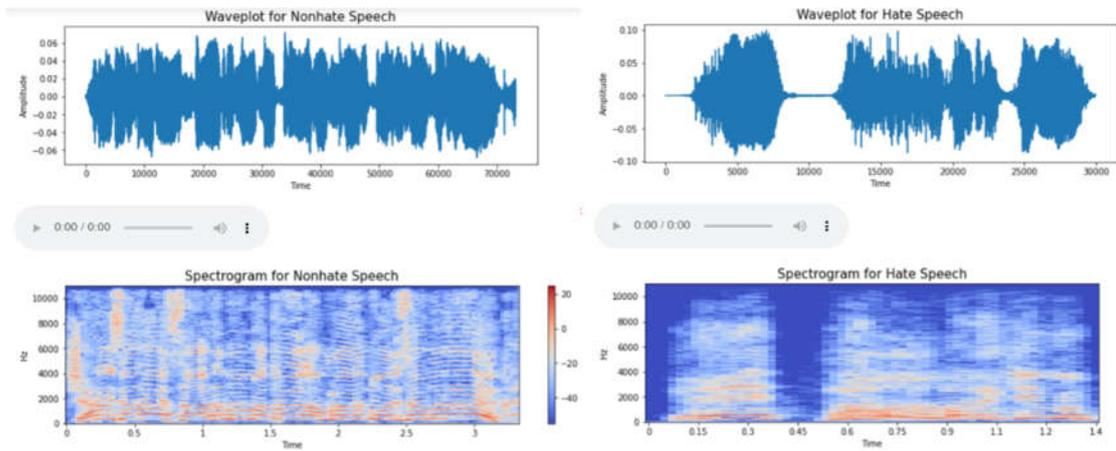 Waveplot for Nonhate Speech
0.06
0.04
0.02
0.00
−0.02
−0.04
−0.06
Amplitude
0 10000 20000 30000 40000 50000 60000 70000
Time
Waveplot for Hate Speech
0.10
0.05
0.00
−0.05
−0.10
Amplitude
0 5000 10000 15000 20000 25000 30000
Time
0:00 / 0:00
0:00 / 0:00
Spectrogram for Nonhate Speech
10000
8000
6000
4000
2000
0
Hz
0 0.5 1 1.5 2 2.5 3
Time
20
0
−20
−40
Spectrogram for Hate Speech
10000
8000
6000
4000
2000
0
Hz
0 0.15 0.3 0.45 0.6 0.75 0.9 1.1 1.2 1.4
Time